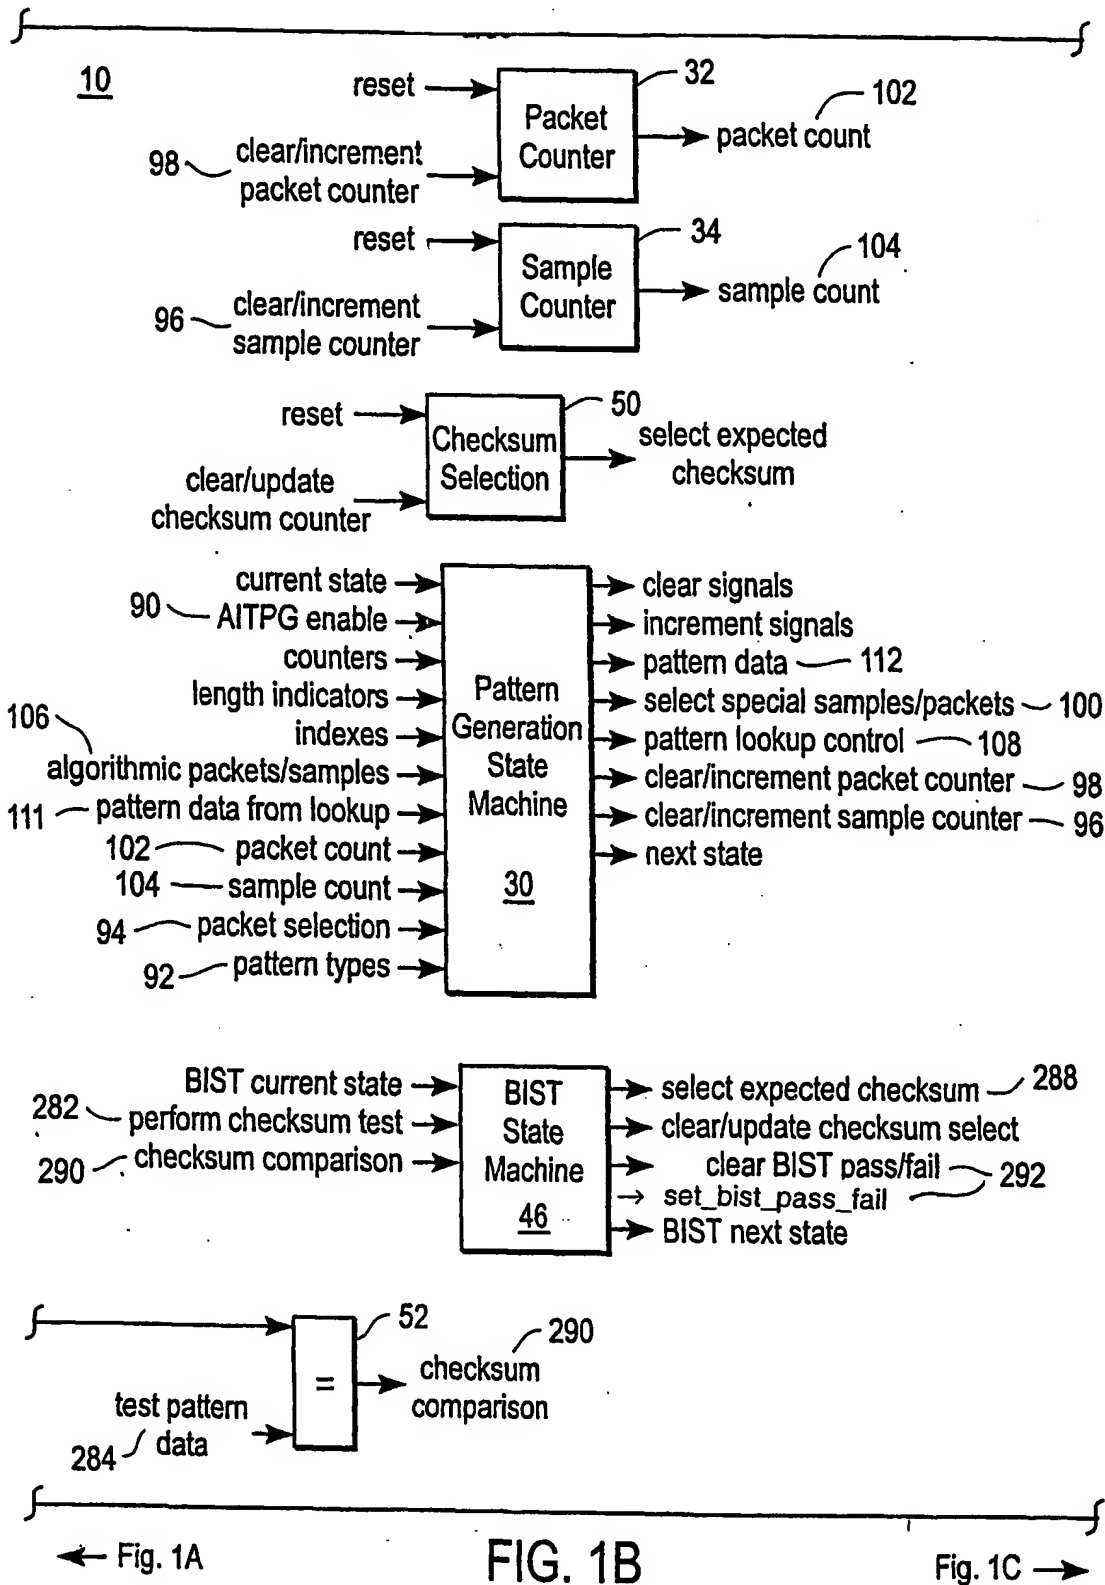 10
reset
32
Packet
Counter
102
packet count
98
clear/increment
packet counter
reset
34
Sample
Counter
104
sample count
96
clear/increment
sample counter
reset
50
Checksum
Selection
select expected
checksum
clear/update
checksum counter
current state
90 AITPG enable
counters
length indicators
indexes
106
algorithmic packets/samples
111 pattern data from lookup
102 packet count
104 sample count
94 packet selection
92 pattern types
Pattern
Generation
State
Machine
30
clear signals
increment signals
pattern data 112
select special samples/packets 100
pattern lookup control 108
clear/increment packet counter 98
clear/increment sample counter 96
next state
BIST current state
282 perform checksum test
290 checksum comparison
BIST
State
Machine
46
select expected checksum 288
clear/update checksum select
clear BIST pass/fail
292
set_bist_pass_fail
BIST next state
52
=
290
checksum
comparison
test pattern
data
284
Fig. 1A
FIG. 1B
Fig. 1C